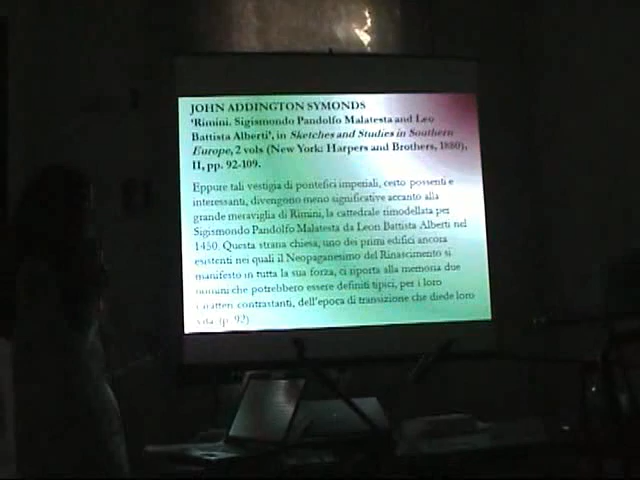 JOHN ADDINGTON SYMONDS
'Rimini. Sigismondo Pandolfo Malatesta and Leo
Battista Alberti', in Sketches and Studies in Southern
Europe, 2 vols (New York: Harpers and Brothers, 1880),
II, pp. 92-109.
Eppure tali vestigia di pontefici imperiali, certo possenti e
interessanti, divengono meno significative accanto alla
grande meraviglia di Rimini, la cattedrale rimodellata per
Sigismondo Pandolfo Malatesta da Leon Battista Alberti nel
1450. Questa strana chiesa, uno dei primi edifici ancora
esistenti nei quali il Neopaganesimo del Rinascimento si
manifesto in tutta la sua forza, ci riporta alla memoria due
uomini che potrebbero essere definiti tipici, per i loro
caratteri contrastanti, dell'epoca di transizione che diede loro
vita. (p. 92)